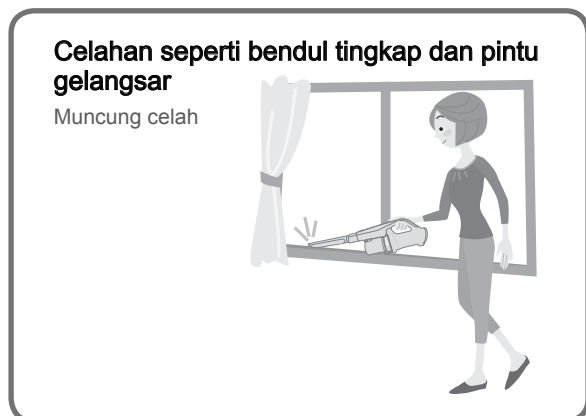 Celahan seperti bendul tingkap dan pintu
gelangsar
Muncung celah